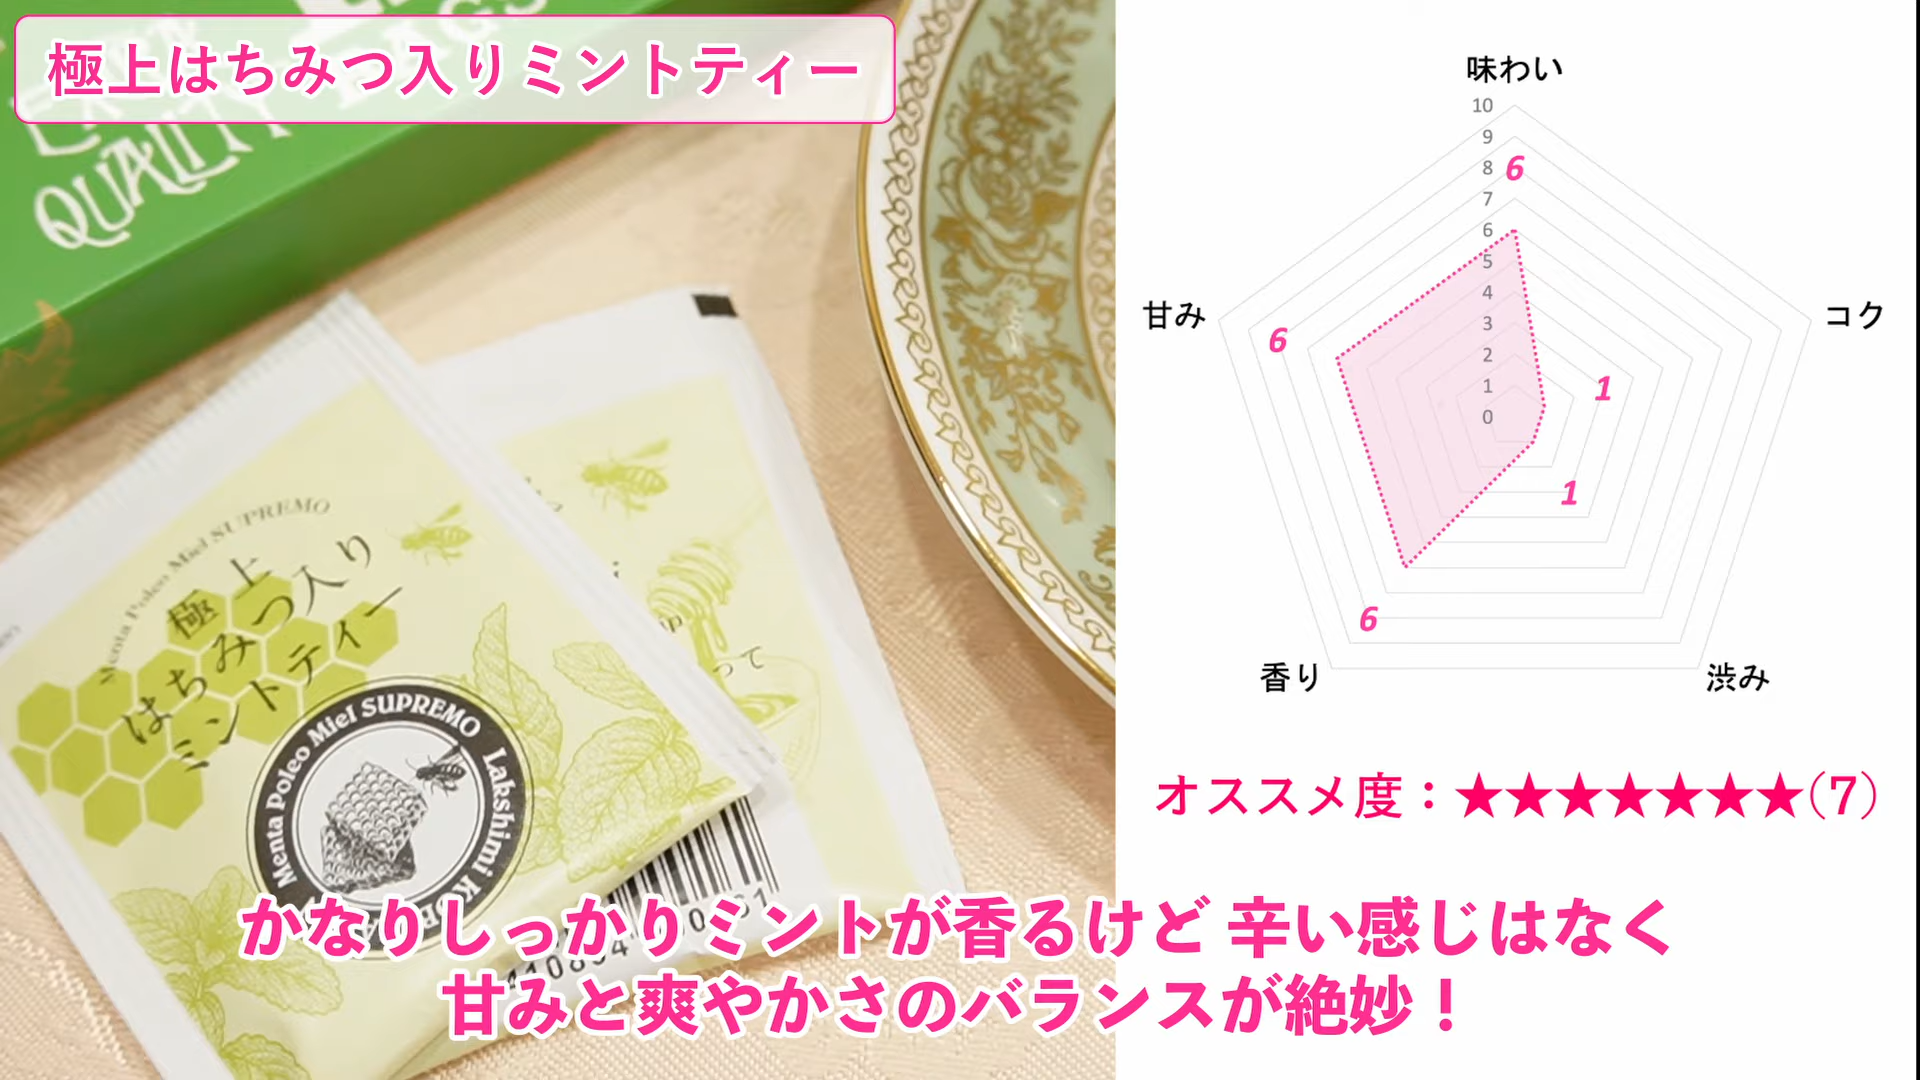 極上はちみつ入りミントティー
QUALITY BAGS
Menta Poleo Miel SUPREMO
極上
はちみつ入り
ミントティー
Menta Poleo Miel SUPREMO Lakshimi
味わい
10
9
8
7
6
5
4
3
2
1
0
6
甘み
6
コク
1
1
6
香り
渋み
オススメ度：★★★★★★★(7)
かなりしっかりミントが香るけど 辛い感じはなく
甘みと爽やかさのバランスが絶妙！